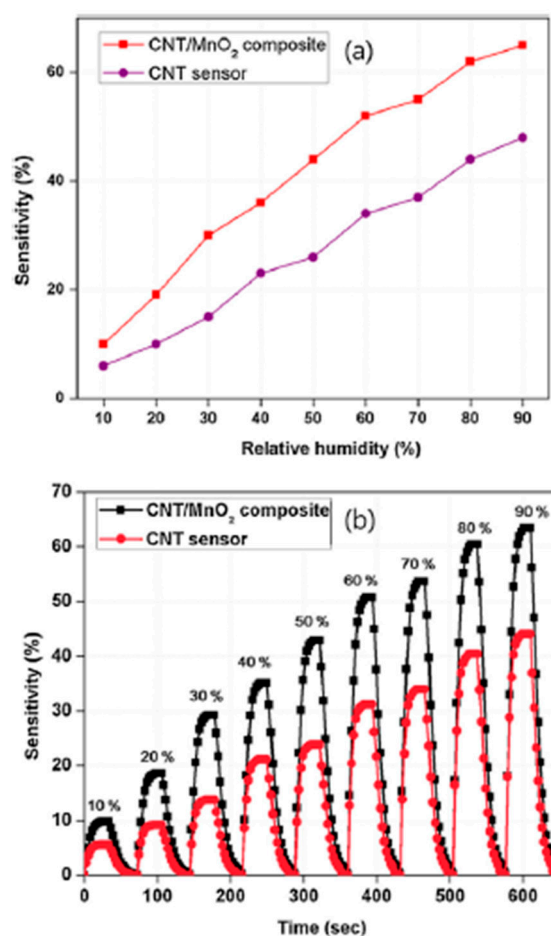 CNT/MnO₂ composite
CNT sensor
(a)
Sensitivity (%)
60
40
20
0
10 20 30 40 50 60 70 80 90
Relative humidity (%)
CNT/MnO₂ composite
CNT sensor
(b)
Sensitivity (%)
70
60
50
40
30
20
10
0
10 %
20 %
30 %
40 %
50 %
60 %
70 %
80 %
90 %
0 100 200 300 400 500 600
Time (sec)